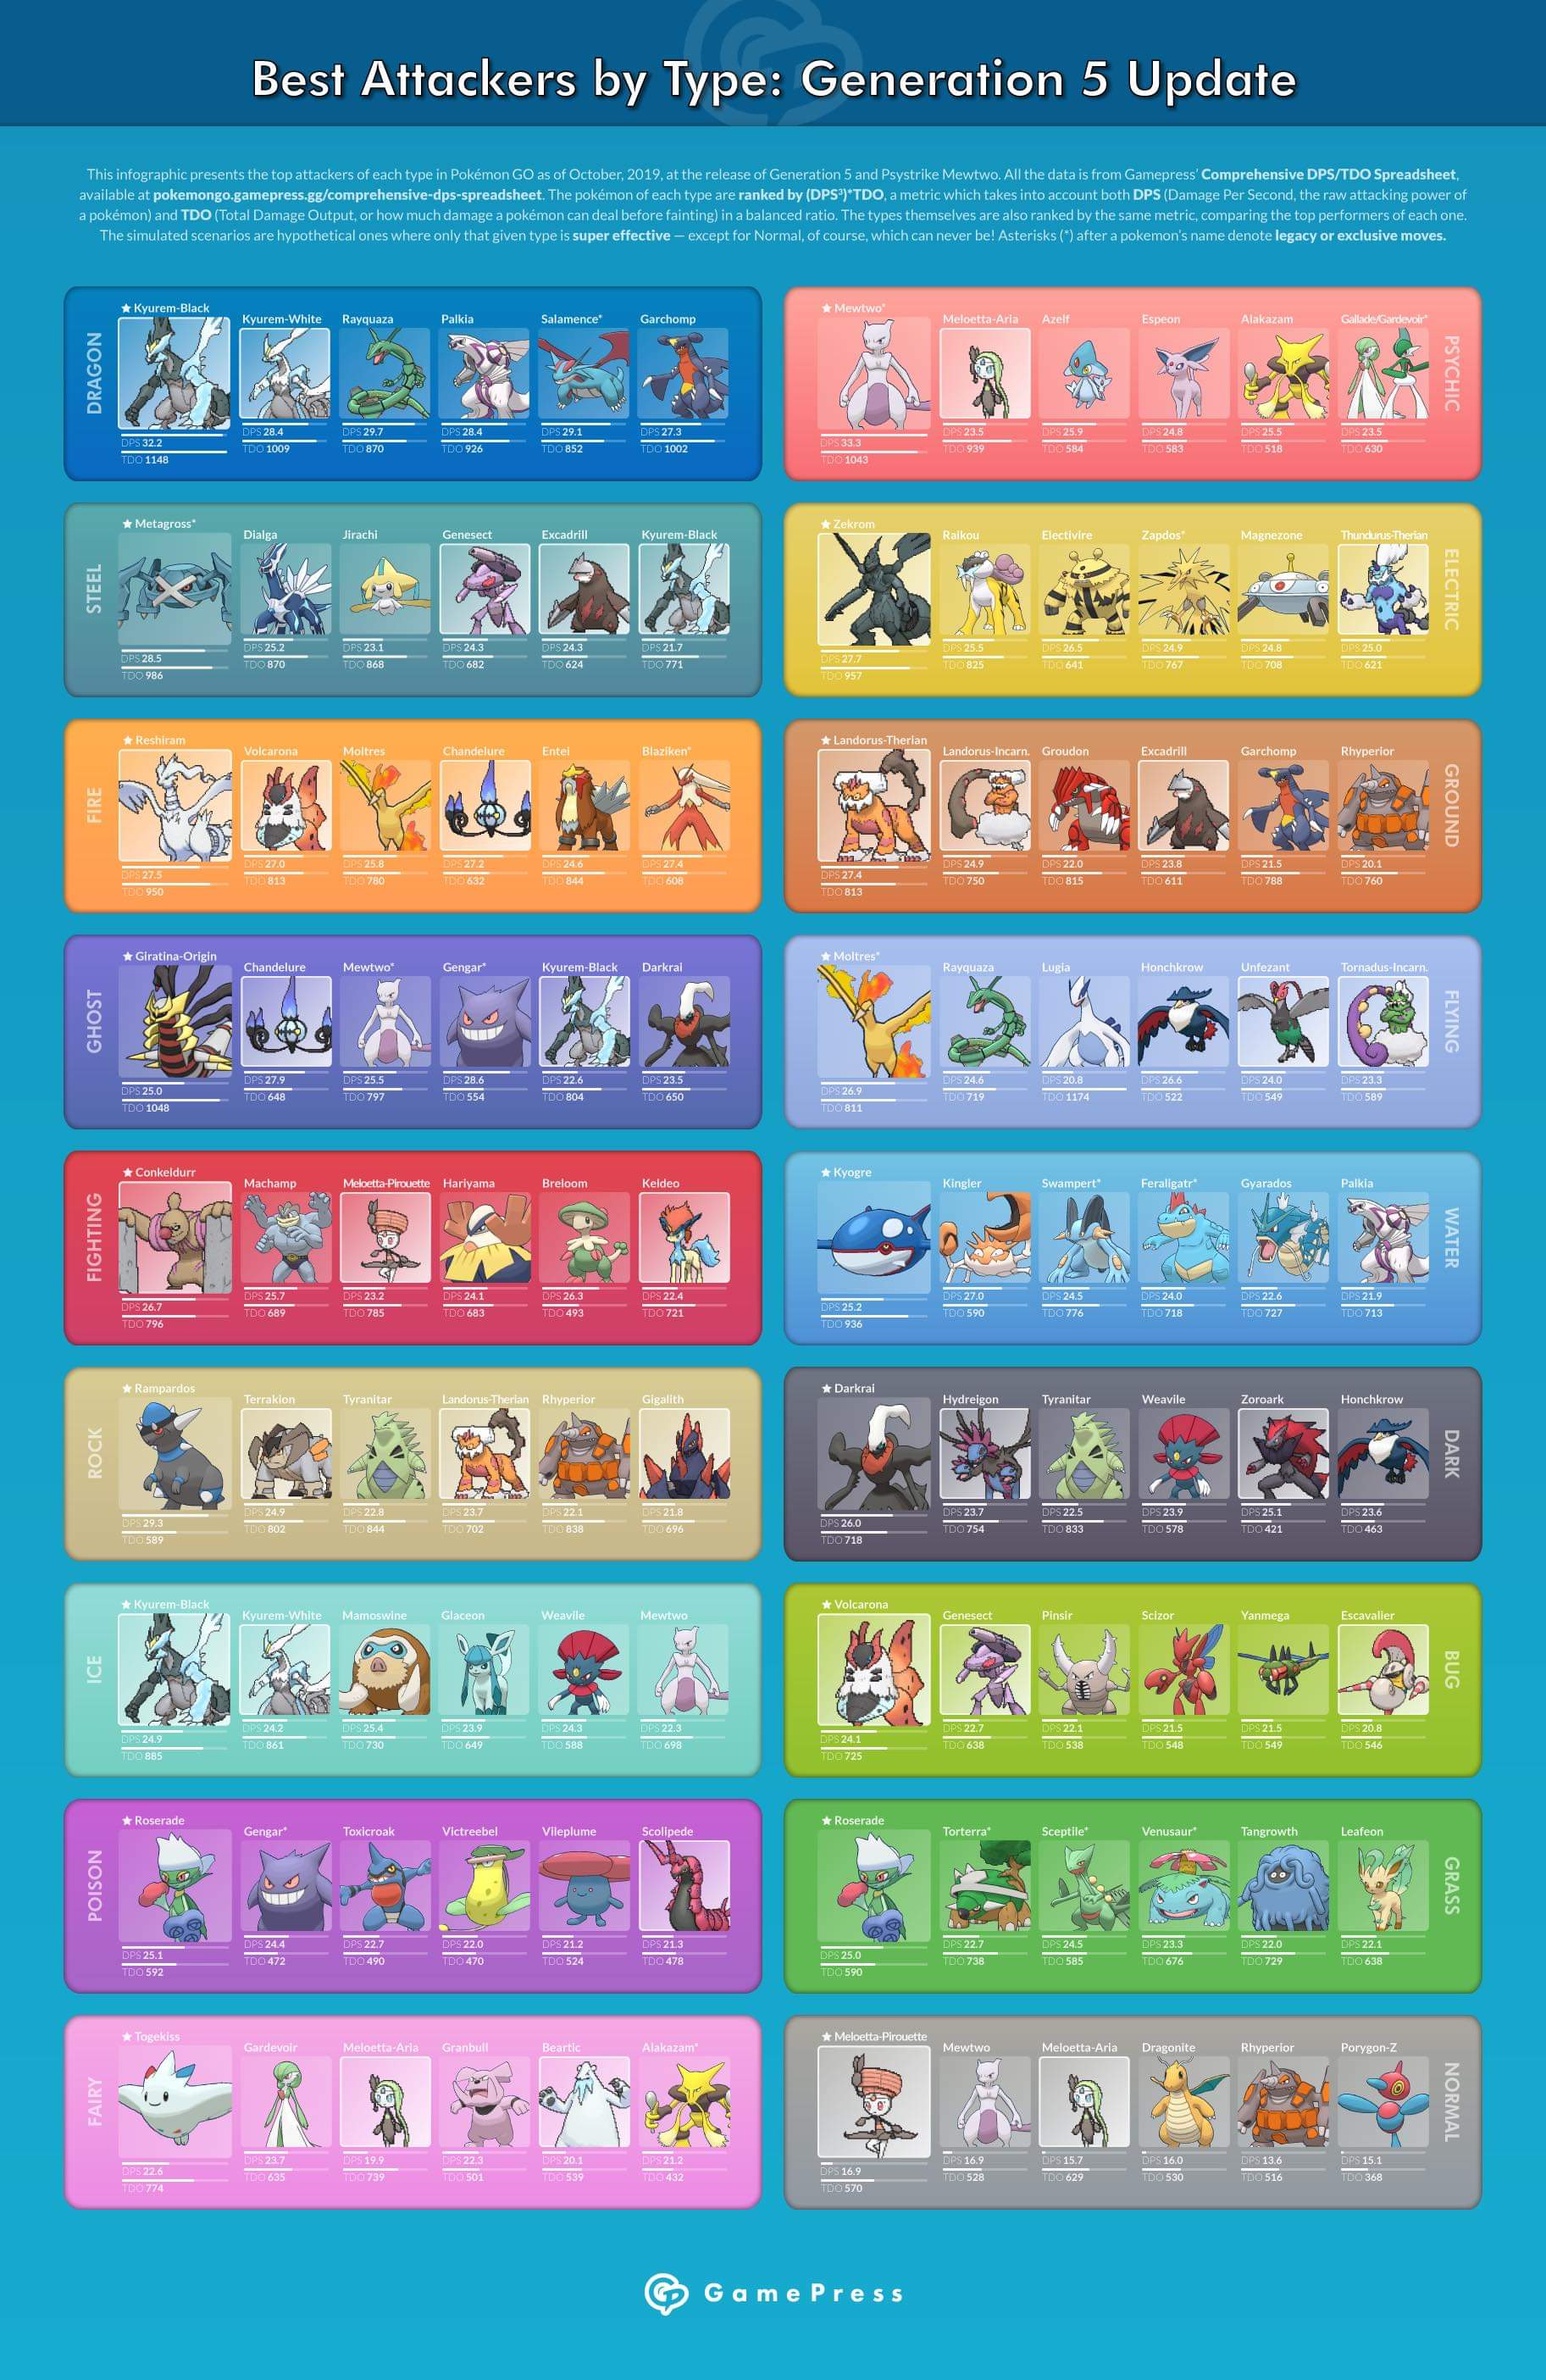 Best Attackers by Type: Generation 5 Update
This infographic presents the top attackers of each type in Pokémon GO as of October, 2019, at the release of Generation 5 and Psystrike Mewtwo. All the data is from Gamepress' Comprehensive DPS/TDO Spreadsheet,
available at pokemongo.gamepress.gg/comprehensive-dps-spreadsheet. The pokémon of each type are ranked by (DPS³)*TDO, a metric which takes into account both DPS (Damage Per Second, the raw attacking power of
a pokémon) and TDO (Total Damage Output, or how much damage a pokémon can deal before fainting) in a balanced ratio. The types themselves are also ranked by the same metric, comparing the top performers of each one.
The simulated scenarios are hypothetical ones where only that given type is super effective — except for Normal, of course, which can never be! Asterisks (*) after a pokemon's name denote legacy or exclusive moves.
DRAGON
★ Kyurem-Black Kyurem-White Rayquaza Palkia Salamence* Garchomp
DPS 32.2 DPS 28.4 DPS 29.7 DPS 28.4 DPS 29.1 DPS 27.3
TDO 1148 TDO 1009 TDO 870 TDO 926 TDO 852 TDO 1002
PSYCHIC
★ Mewtwo* Meloetta-Aria Azelf Espeon Alakazam Gallade/Gardevoir*
DPS 33.3 DPS 23.5 DPS 25.9 DPS 24.8 DPS 25.5 DPS 23.5
TDO 1043 TDO 939 TDO 584 TDO 583 TDO 518 TDO 630
STEEL
★ Metagross* Dialga Jirachi Genesect Excadrill Kyurem-Black
DPS 28.5 DPS 25.2 DPS 23.1 DPS 24.3 DPS 24.3 DPS 21.7
TDO 986 TDO 870 TDO 868 TDO 682 TDO 624 TDO 771
ELECTRIC
★ Zekrom Raikou Electivire Zapdos* Magnezone Thundurus-Therian
DPS 27.7 DPS 25.5 DPS 26.5 DPS 24.9 DPS 24.8 DPS 25.0
TDO 957 TDO 825 TDO 641 TDO 767 TDO 708 TDO 621
FIRE
★ Reshiram Volcarona Moltres Chandelure Entei Blaziken*
DPS 27.5 DPS 27.0 DPS 25.8 DPS 27.2 DPS 24.6 DPS 27.4
TDO 950 TDO 813 TDO 780 TDO 632 TDO 844 TDO 608
GROUND
★ Landorus-Therian Landorus-Incarn. Groudon Excadrill Garchomp Rhyperior
DPS 27.4 DPS 24.9 DPS 22.0 DPS 23.8 DPS 21.5 DPS 20.1
TDO 813 TDO 750 TDO 815 TDO 611 TDO 788 TDO 760
GHOST
★ Giratina-Origin Chandelure Mewtwo* Gengar* Kyurem-Black Darkrai
DPS 25.0 DPS 27.9 DPS 25.5 DPS 28.6 DPS 22.6 DPS 23.5
TDO 1048 TDO 648 TDO 797 TDO 554 TDO 804 TDO 650
FLYING
★ Moltres* Rayquaza Lugia Honchkrow Unfezant Tornadus-Incarn.
DPS 26.9 DPS 24.6 DPS 20.8 DPS 26.6 DPS 24.0 DPS 23.3
TDO 811 TDO 719 TDO 1174 TDO 522 TDO 549 TDO 589
FIGHTING
★ Conkeldurr Machamp Meloetta-Pirouette Hariyama Breloom Keldeo
DPS 26.7 DPS 25.7 DPS 23.2 DPS 24.1 DPS 26.3 DPS 22.4
TDO 796 TDO 689 TDO 785 TDO 683 TDO 493 TDO 721
WATER
★ Kyogre Kingler Swampert* Feraligatr* Gyarados Palkia
DPS 25.2 DPS 27.0 DPS 24.5 DPS 24.0 DPS 22.6 DPS 21.9
TDO 936 TDO 590 TDO 776 TDO 718 TDO 727 TDO 713
ROCK
★ Rampardos Terrakion Tyranitar Landorus-Therian Rhyperior Gigalith
DPS 29.3 DPS 24.9 DPS 22.8 DPS 23.7 DPS 22.1 DPS 21.8
TDO 589 TDO 802 TDO 844 TDO 702 TDO 838 TDO 696
DARK
★ Darkrai Hydreigon Tyranitar Weavile Zoroark Honchkrow
DPS 26.0 DPS 23.7 DPS 22.5 DPS 23.9 DPS 25.1 DPS 23.6
TDO 718 TDO 754 TDO 833 TDO 578 TDO 421 TDO 463
ICE
★ Kyurem-Black Kyurem-White Mamoswine Glaceon Weavile Mewtwo
DPS 24.9 DPS 24.2 DPS 25.4 DPS 23.9 DPS 24.3 DPS 22.3
TDO 885 TDO 861 TDO 730 TDO 649 TDO 588 TDO 698
BUG
★ Volcarona Genesect Pinsir Scizor Yanmega Escavalier
DPS 24.1 DPS 22.7 DPS 22.1 DPS 21.5 DPS 21.5 DPS 20.8
TDO 725 TDO 638 TDO 538 TDO 548 TDO 549 TDO 546
POISON
★ Roserade Gengar* Toxicroak Victreebel Vileplume Scolipede
DPS 25.1 DPS 24.4 DPS 22.7 DPS 22.0 DPS 21.2 DPS 21.3
TDO 592 TDO 472 TDO 490 TDO 470 TDO 524 TDO 478
GRASS
★ Roserade Torterra* Sceptile* Venusaur* Tangrowth Leafeon
DPS 25.0 DPS 22.7 DPS 24.5 DPS 23.3 DPS 22.0 DPS 22.1
TDO 590 TDO 738 TDO 585 TDO 676 TDO 729 TDO 638
FAIRY
★ Togekiss Gardevoir Meloetta-Aria Granbull Beartic Alakazam*
DPS 22.6 DPS 23.7 DPS 19.9 DPS 22.3 DPS 20.1 DPS 21.2
TDO 774 TDO 635 TDO 739 TDO 501 TDO 539 TDO 432
NORMAL
★ Meloetta-Pirouette Mewtwo Meloetta-Aria Dragonite Rhyperior Porygon-Z
DPS 16.9 DPS 16.9 DPS 15.7 DPS 16.0 DPS 13.6 DPS 15.1
TDO 570 TDO 528 TDO 629 TDO 530 TDO 516 TDO 368
GamePress